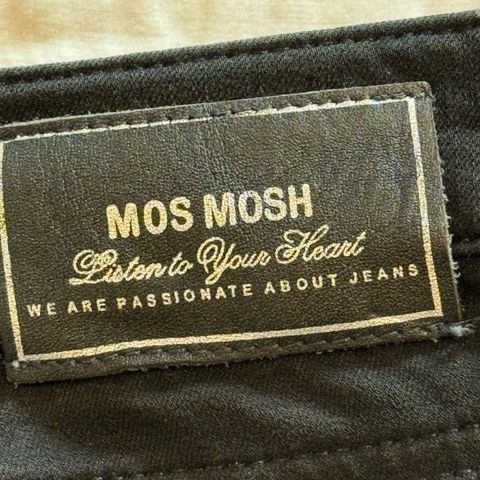 MOS MOSH
Listen to Your Heart
WE ARE PASSIONATE ABOUT JEANS